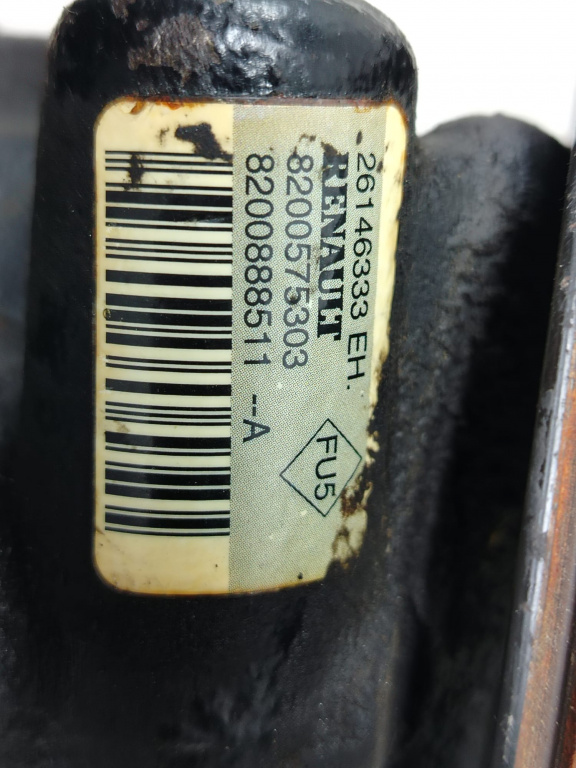 26146333 EH.
RENAULT
8200575303
8200888511 --A
FU5